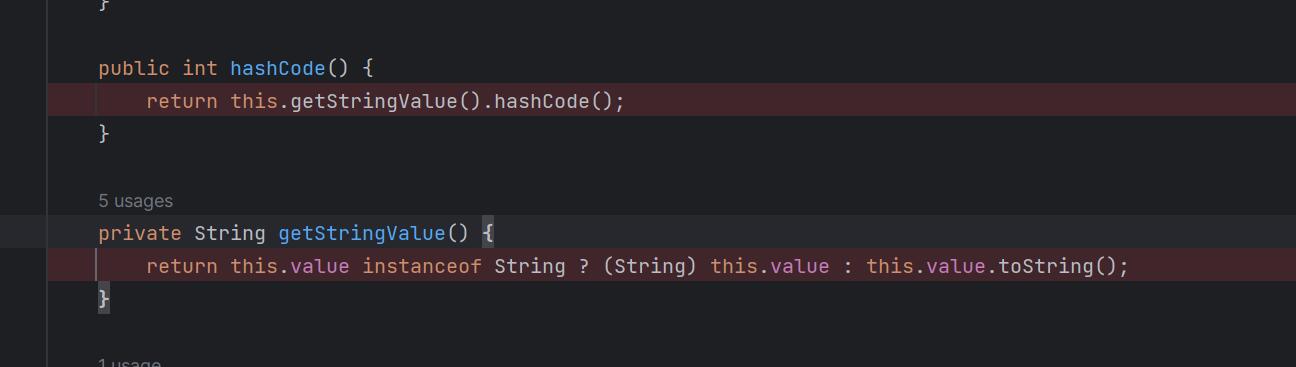 }
public int hashCode() {
return this.getStringValue().hashCode();
}
5 usages
private String getStringValue() {
return this.value instanceof String ? (String) this.value : this.value.toString();
}
1 usage